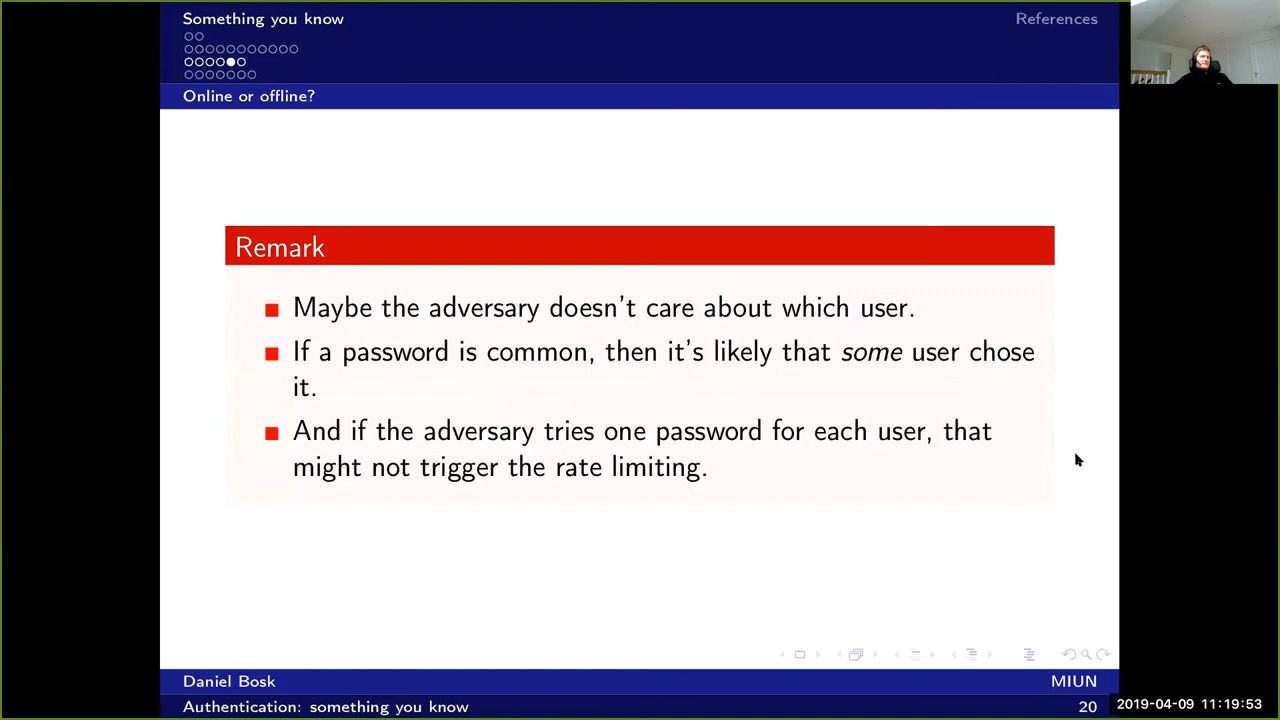 Something you know
References
Online or offline?
Remark
Maybe the adversary doesn't care about which user.
If a password is common, then it's likely that some user chose
it.
And if the adversary tries one password for each user, that
might not trigger the rate limiting.
Daniel Bosk
MIUN
Authentication: something you know
20
2019-04-09 11:19:53